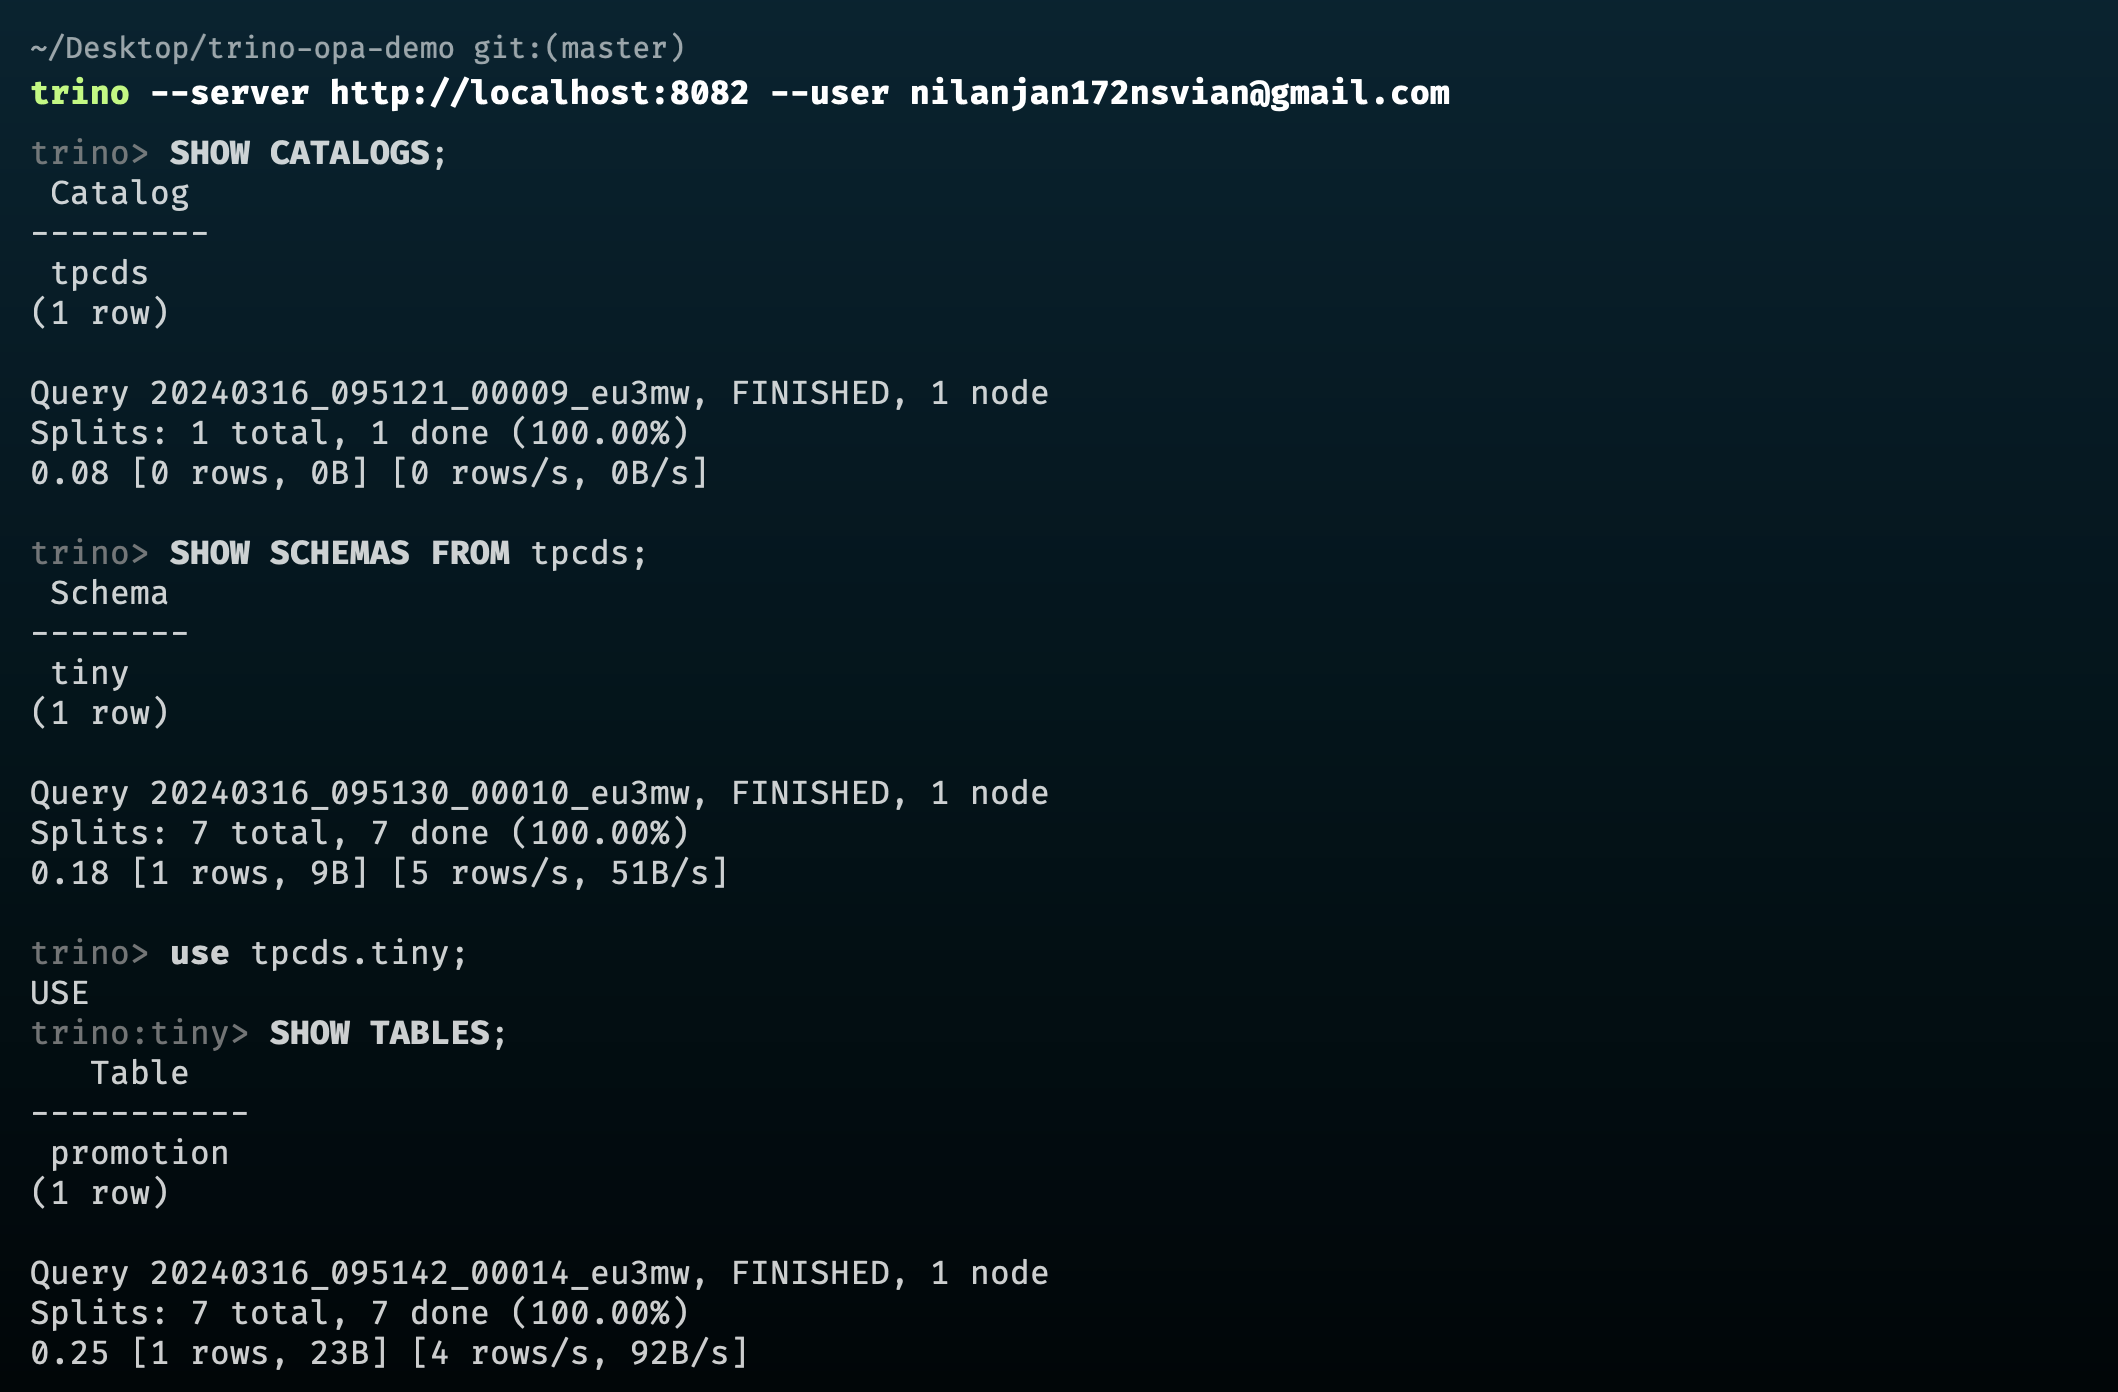 ~/Desktop/trino-opa-demo git:(master)
trino --server http://localhost:8082 --user nilanjan172nsvian@gmail.com
trino> SHOW CATALOGS;
 Catalog
---------
 tpcds
(1 row)

Query 20240316_095121_00009_eu3mw, FINISHED, 1 node
Splits: 1 total, 1 done (100.00%)
0.08 [0 rows, 0B] [0 rows/s, 0B/s]

trino> SHOW SCHEMAS FROM tpcds;
 Schema
--------
 tiny
(1 row)

Query 20240316_095130_00010_eu3mw, FINISHED, 1 node
Splits: 7 total, 7 done (100.00%)
0.18 [1 rows, 9B] [5 rows/s, 51B/s]

trino> use tpcds.tiny;
USE
trino:tiny> SHOW TABLES;
   Table
-----------
 promotion
(1 row)

Query 20240316_095142_00014_eu3mw, FINISHED, 1 node
Splits: 7 total, 7 done (100.00%)
0.25 [1 rows, 23B] [4 rows/s, 92B/s]